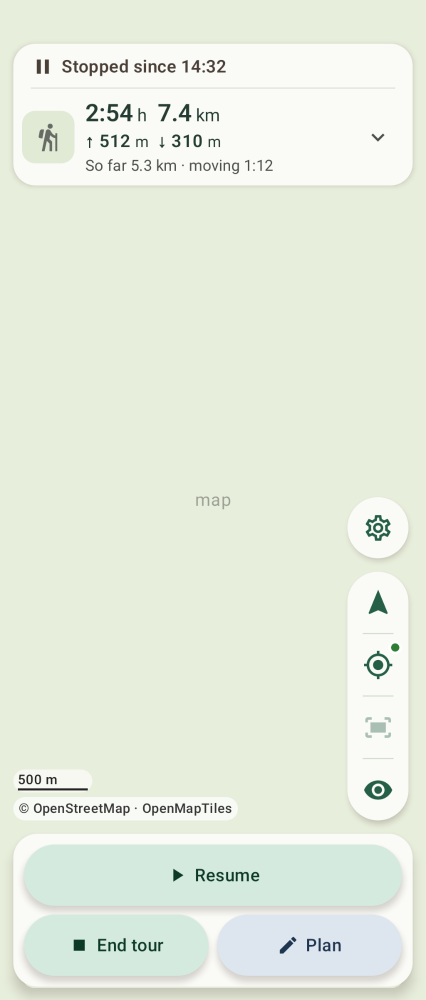 Stopped since 14:32
2:54 h 7.4 km
↑ 512 m ↓ 310 m
So far 5.3 km · moving 1:12
map
500 m
© OpenStreetMap · OpenMapTiles
Resume
End tour
Plan